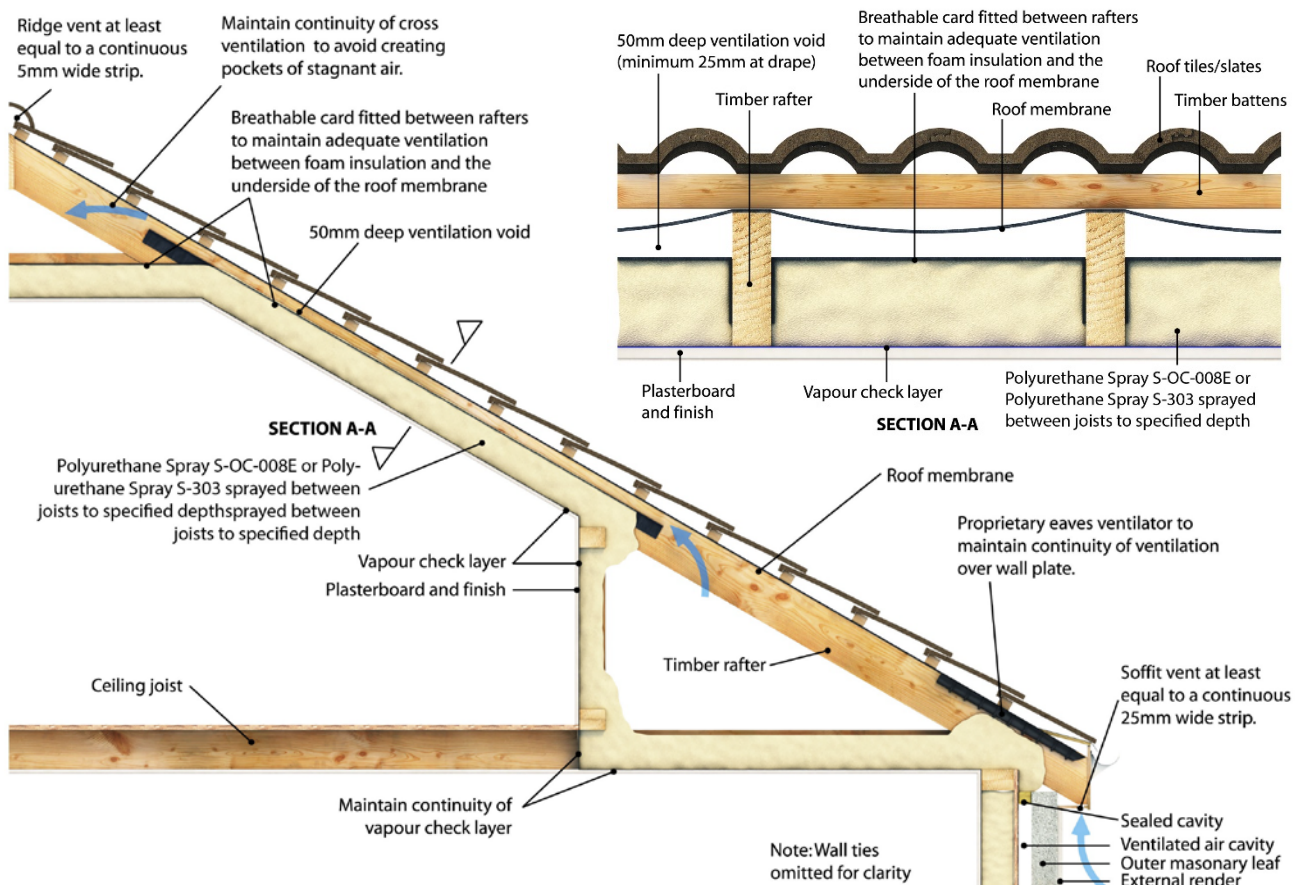 Ridge vent at least
equal to a continuous
5mm wide strip.
Maintain continuity of cross
ventilation to avoid creating
pockets of stagnant air.
Breathable card fitted between rafters
to maintain adequate ventilation
between foam insulation and the
underside of the roof membrane
50mm deep ventilation void
SECTION A-A
Polyurethane Spray S-OC-008E or Poly-
urethane Spray S-303 sprayed between
joists to specified depthsprayed between
joists to specified depth
Vapour check layer
Plasterboard and finish
Ceiling joist
Maintain continuity of
vapour check layer
Breathable card fitted between rafters
to maintain adequate ventilation
between foam insulation and the
underside of the roof membrane
50mm deep ventilation void
(minimum 25mm at drape)
Timber rafter
Roof membrane
Roof tiles/slates
Timber battens
Plasterboard
and finish
Vapour check layer
Polyurethane Spray S-OC-008E or
Polyurethane Spray S-303 sprayed
between joists to specified depth
SECTION A-A
Roof membrane
Proprietary eaves ventilator to
maintain continuity of ventilation
over wall plate.
Timber rafter
Soffit vent at least
equal to a continuous
25mm wide strip.
Sealed cavity
Ventilated air cavity
Outer masonary leaf
External render
Note: Wall ties
omitted for clarity